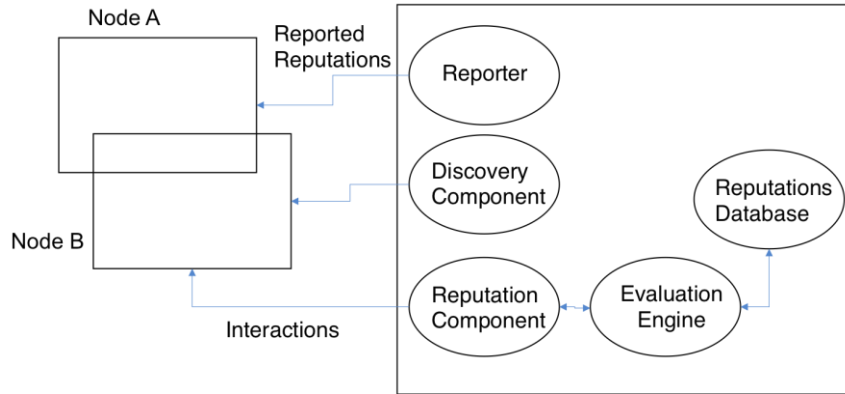 Node A
Reported
Reputations
Reporter
Discovery
Component
Reputations
Database
Node B
Reputation
Component
Evaluation
Engine
Interactions